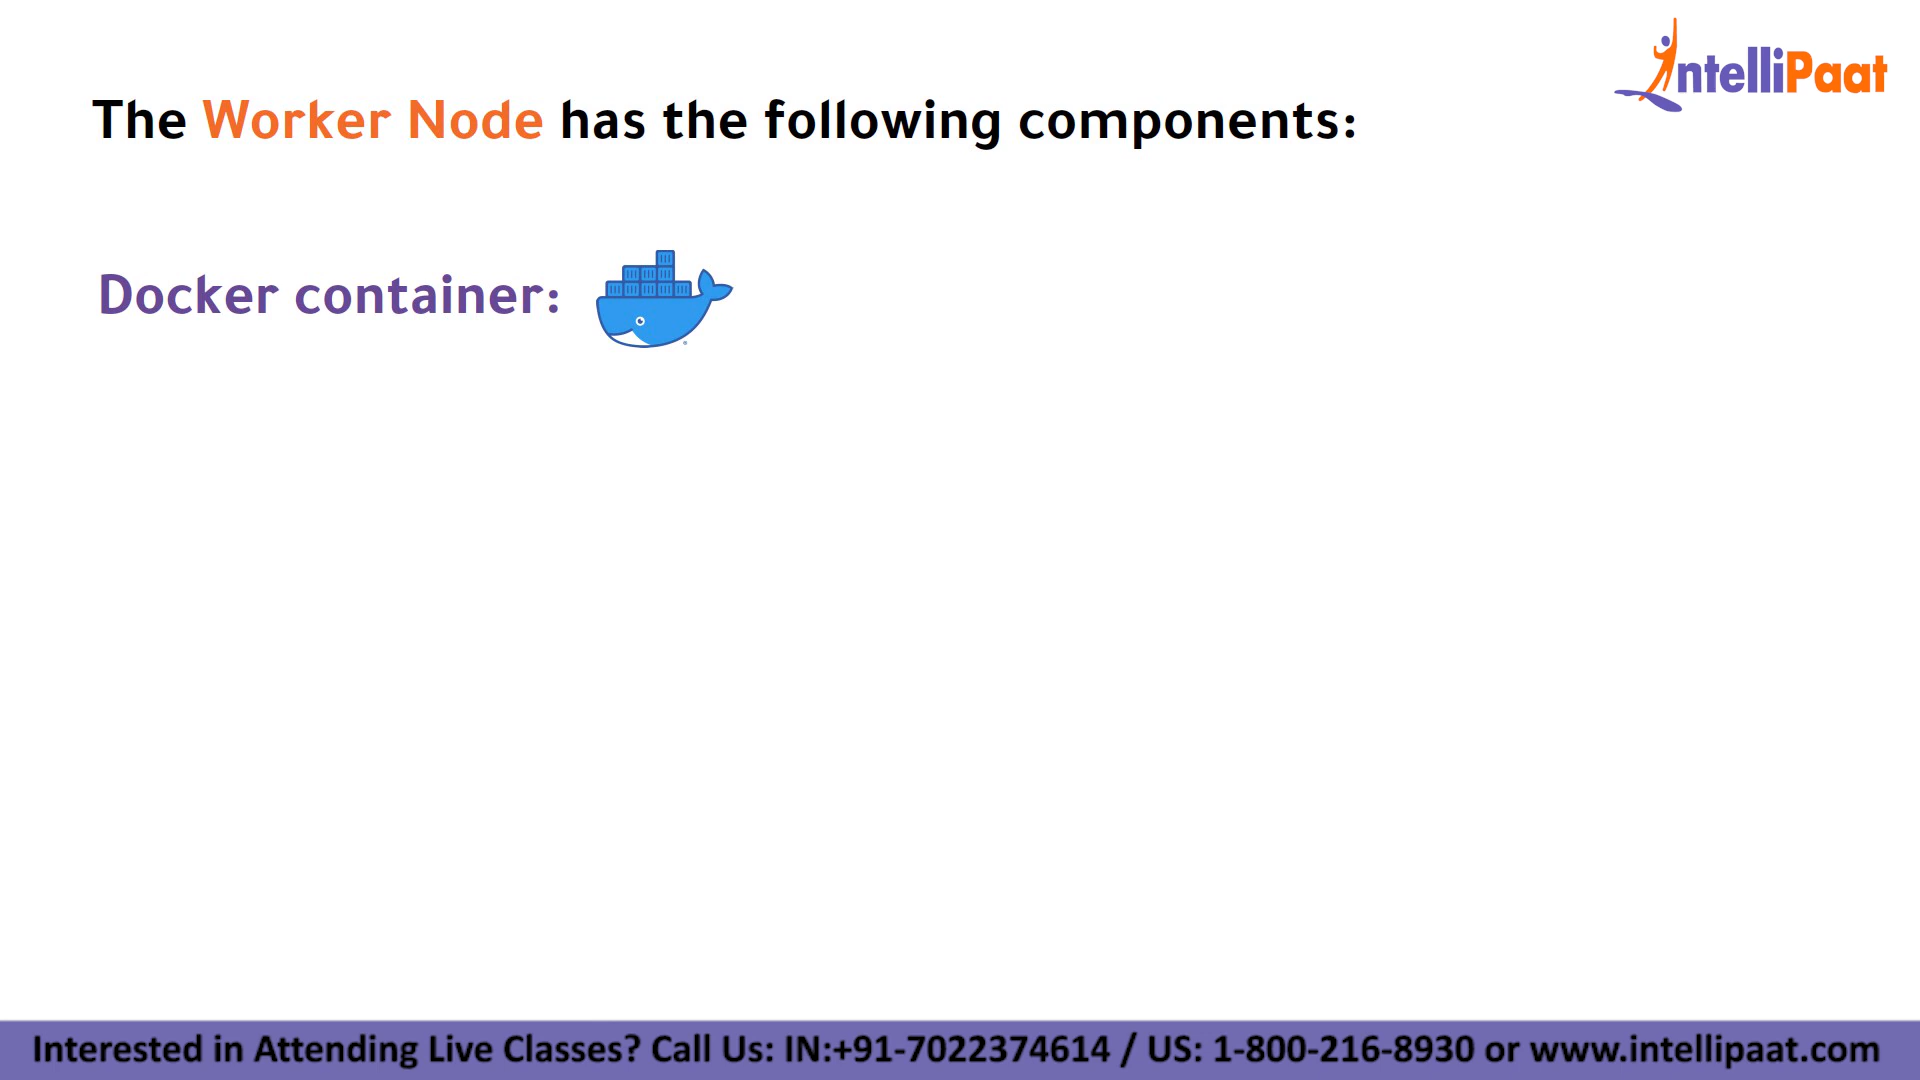 IntelliPaat
The Worker Node has the following components:
Docker container:
Interested in Attending Live Classes? Call Us: IN:+91-7022374614 / US: 1-800-216-8930 or www.intellipaat.com